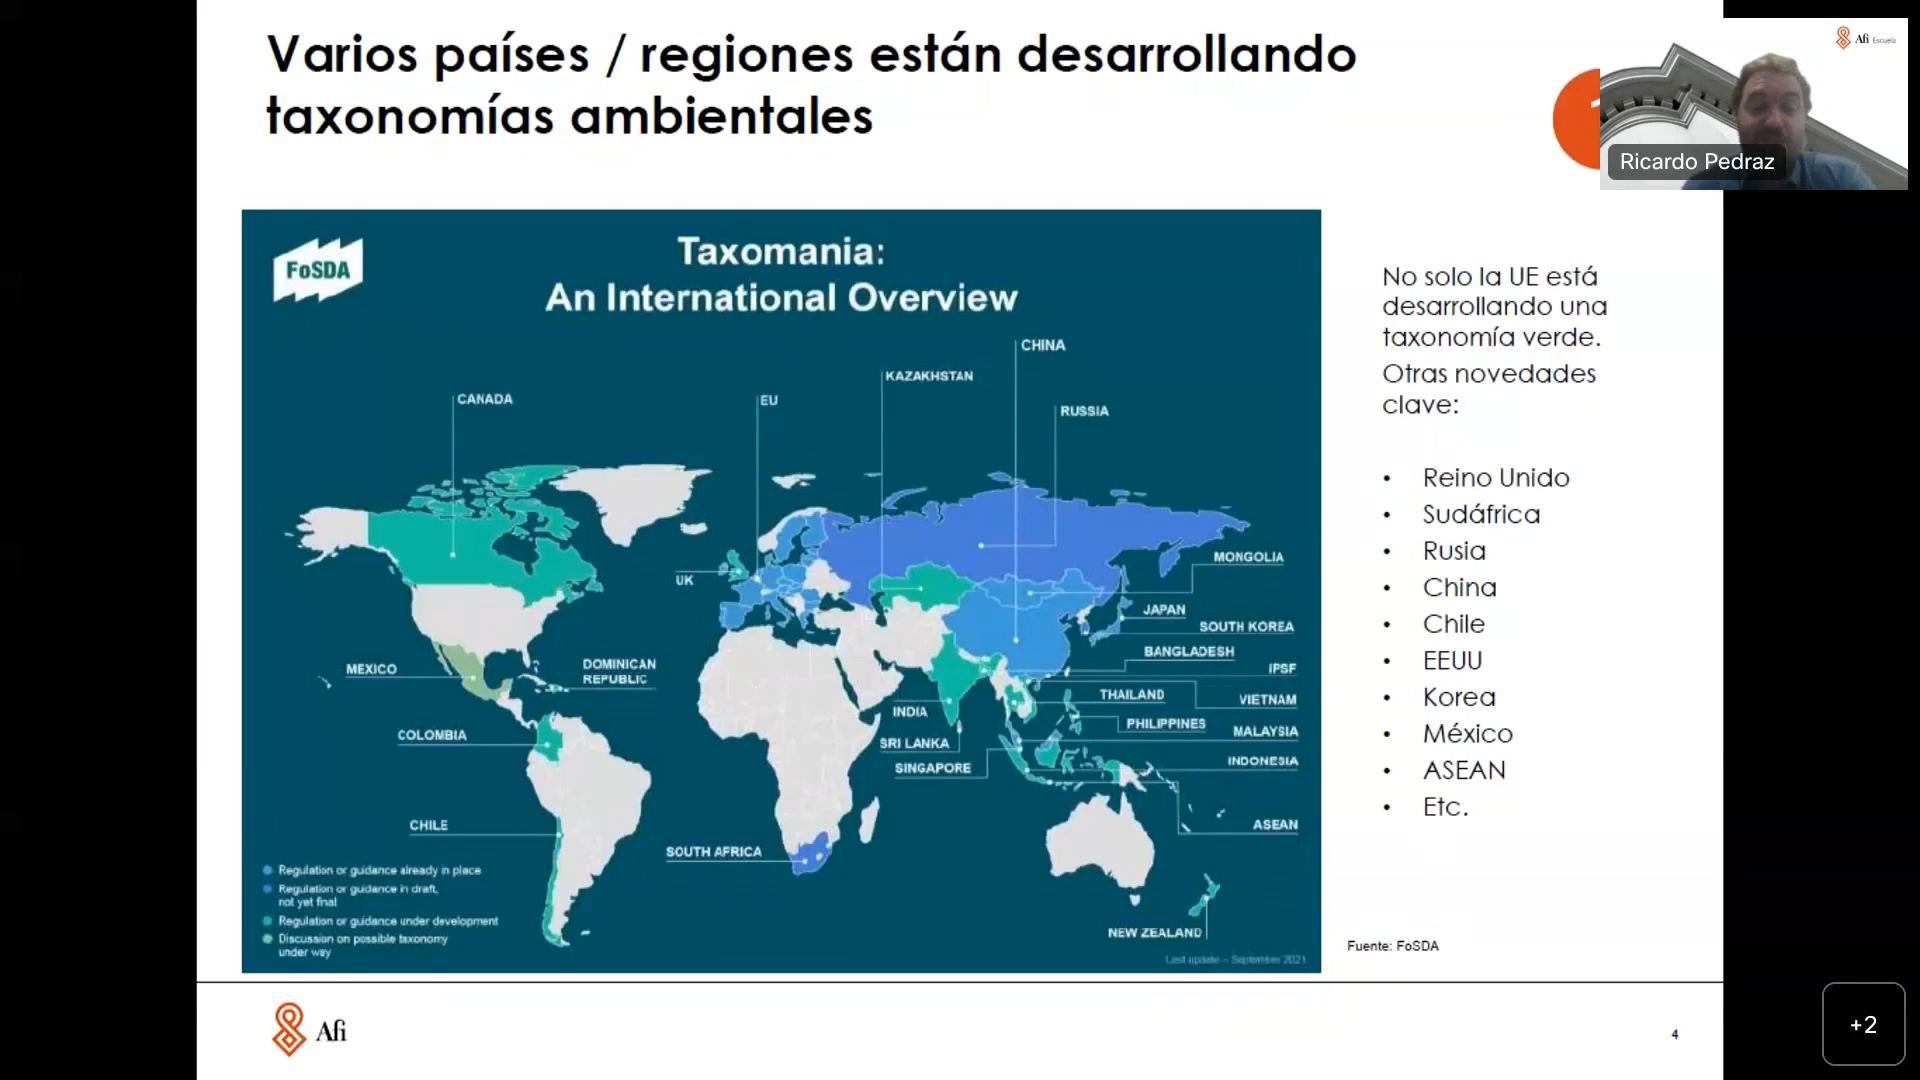 Varios países / regiones están desarrollando
taxonomías ambientales
Afi Escuela
Ricardo Pedraz
FoSDA
Taxomania:
An International Overview
CHINA
KAZAKHSTAN
CANADA
EU
RUSSIA
MONGOLIA
UK
JAPAN
SOUTH KOREA
BANGLADESH
IPSF
MEXICO
DOMINICAN
REPUBLIC
THAILAND
VIETNAM
INDIA
PHILIPPINES
MALAYSIA
COLOMBIA
SRI LANKA
SINGAPORE
INDONESIA
CHILE
ASEAN
SOUTH AFRICA
NEW ZEALAND
Regulation or guidance already in place
Regulation or guidance in draft,
not yet final
Regulation or guidance under development
Discussion on possible taxonomy
under way
Last update – September 2021
No solo la UE está
desarrollando una
taxonomía verde.
Otras novedades
clave:
• Reino Unido
• Sudáfrica
• Rusia
• China
• Chile
• EEUU
• Korea
• México
• ASEAN
• Etc.
Fuente: FoSDA
Afi
4
+2